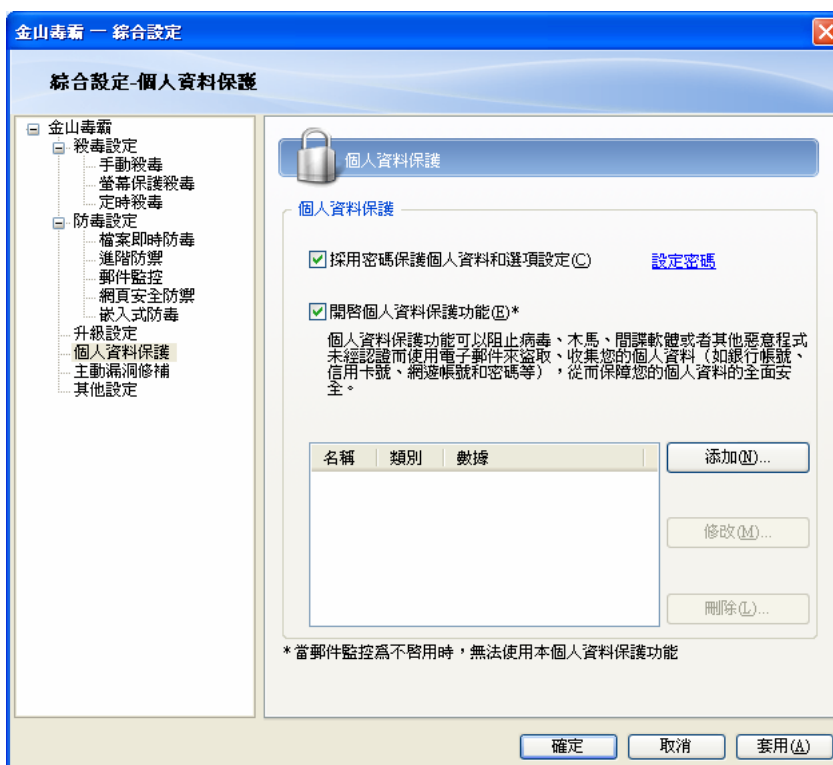 金山毒霸 － 綜合設定
綜合設定-個人資料保護
金山毒霸
殺毒設定
手動殺毒
螢幕保護殺毒
定時殺毒
防毒設定
檔案即時防毒
進階防禦
郵件監控
網頁安全防禦
嵌入式防毒
升級設定
個人資料保護
主動漏洞修補
其他設定
個人資料保護
個人資料保護
採用密碼保護個人資料和選項設定(C) 設定密碼
開啓個人資料保護功能(E)*
個人資料保護功能可以阻止病毒、木馬、間諜軟體或者其他惡意程式
未經認證而使用電子郵件來盜取、收集您的個人資料（如銀行帳號、
信用卡號、網遊帳號和密碼等），從而保障您的個人資料的全面安
全。
名稱 類別 數據
添加(N)...
修改(M)...
刪除(L)...
*當郵件監控爲不啓用時，無法使用本個人資料保護功能
確定 取消 套用(A)